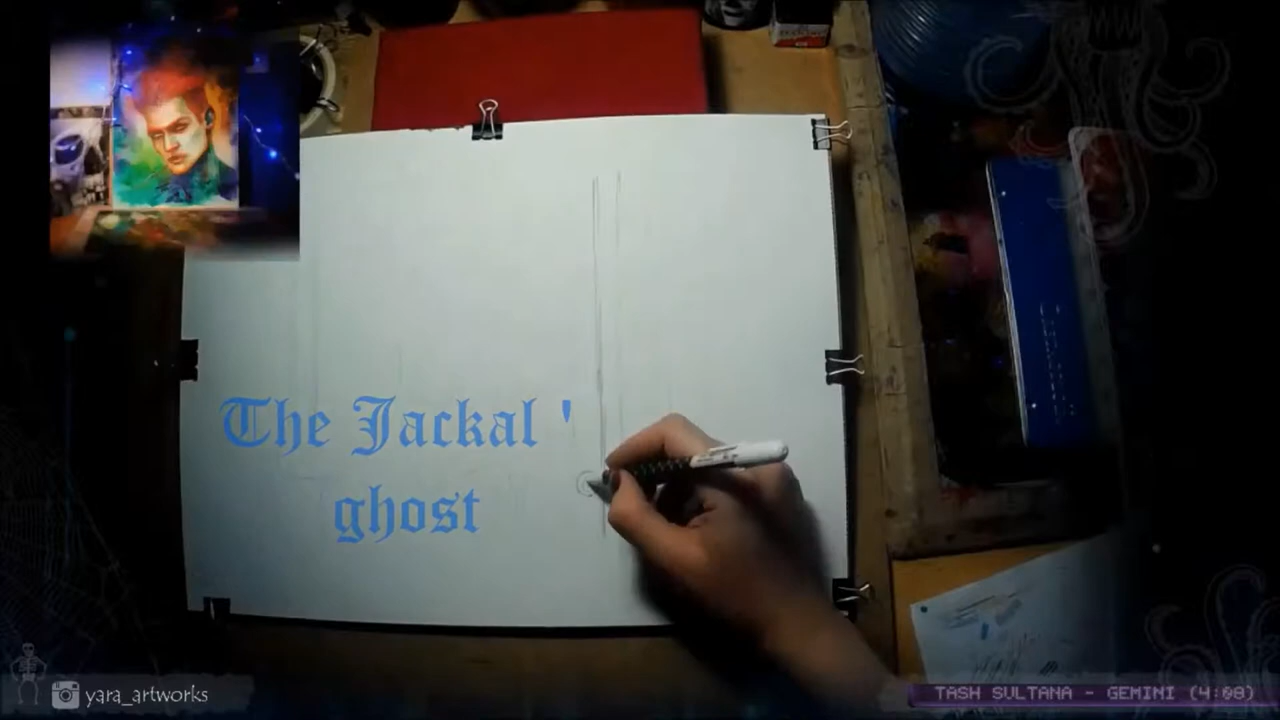 The Jackal '
ghost
yara_artworks
TASH SULTANA - GEMINI (4:08)